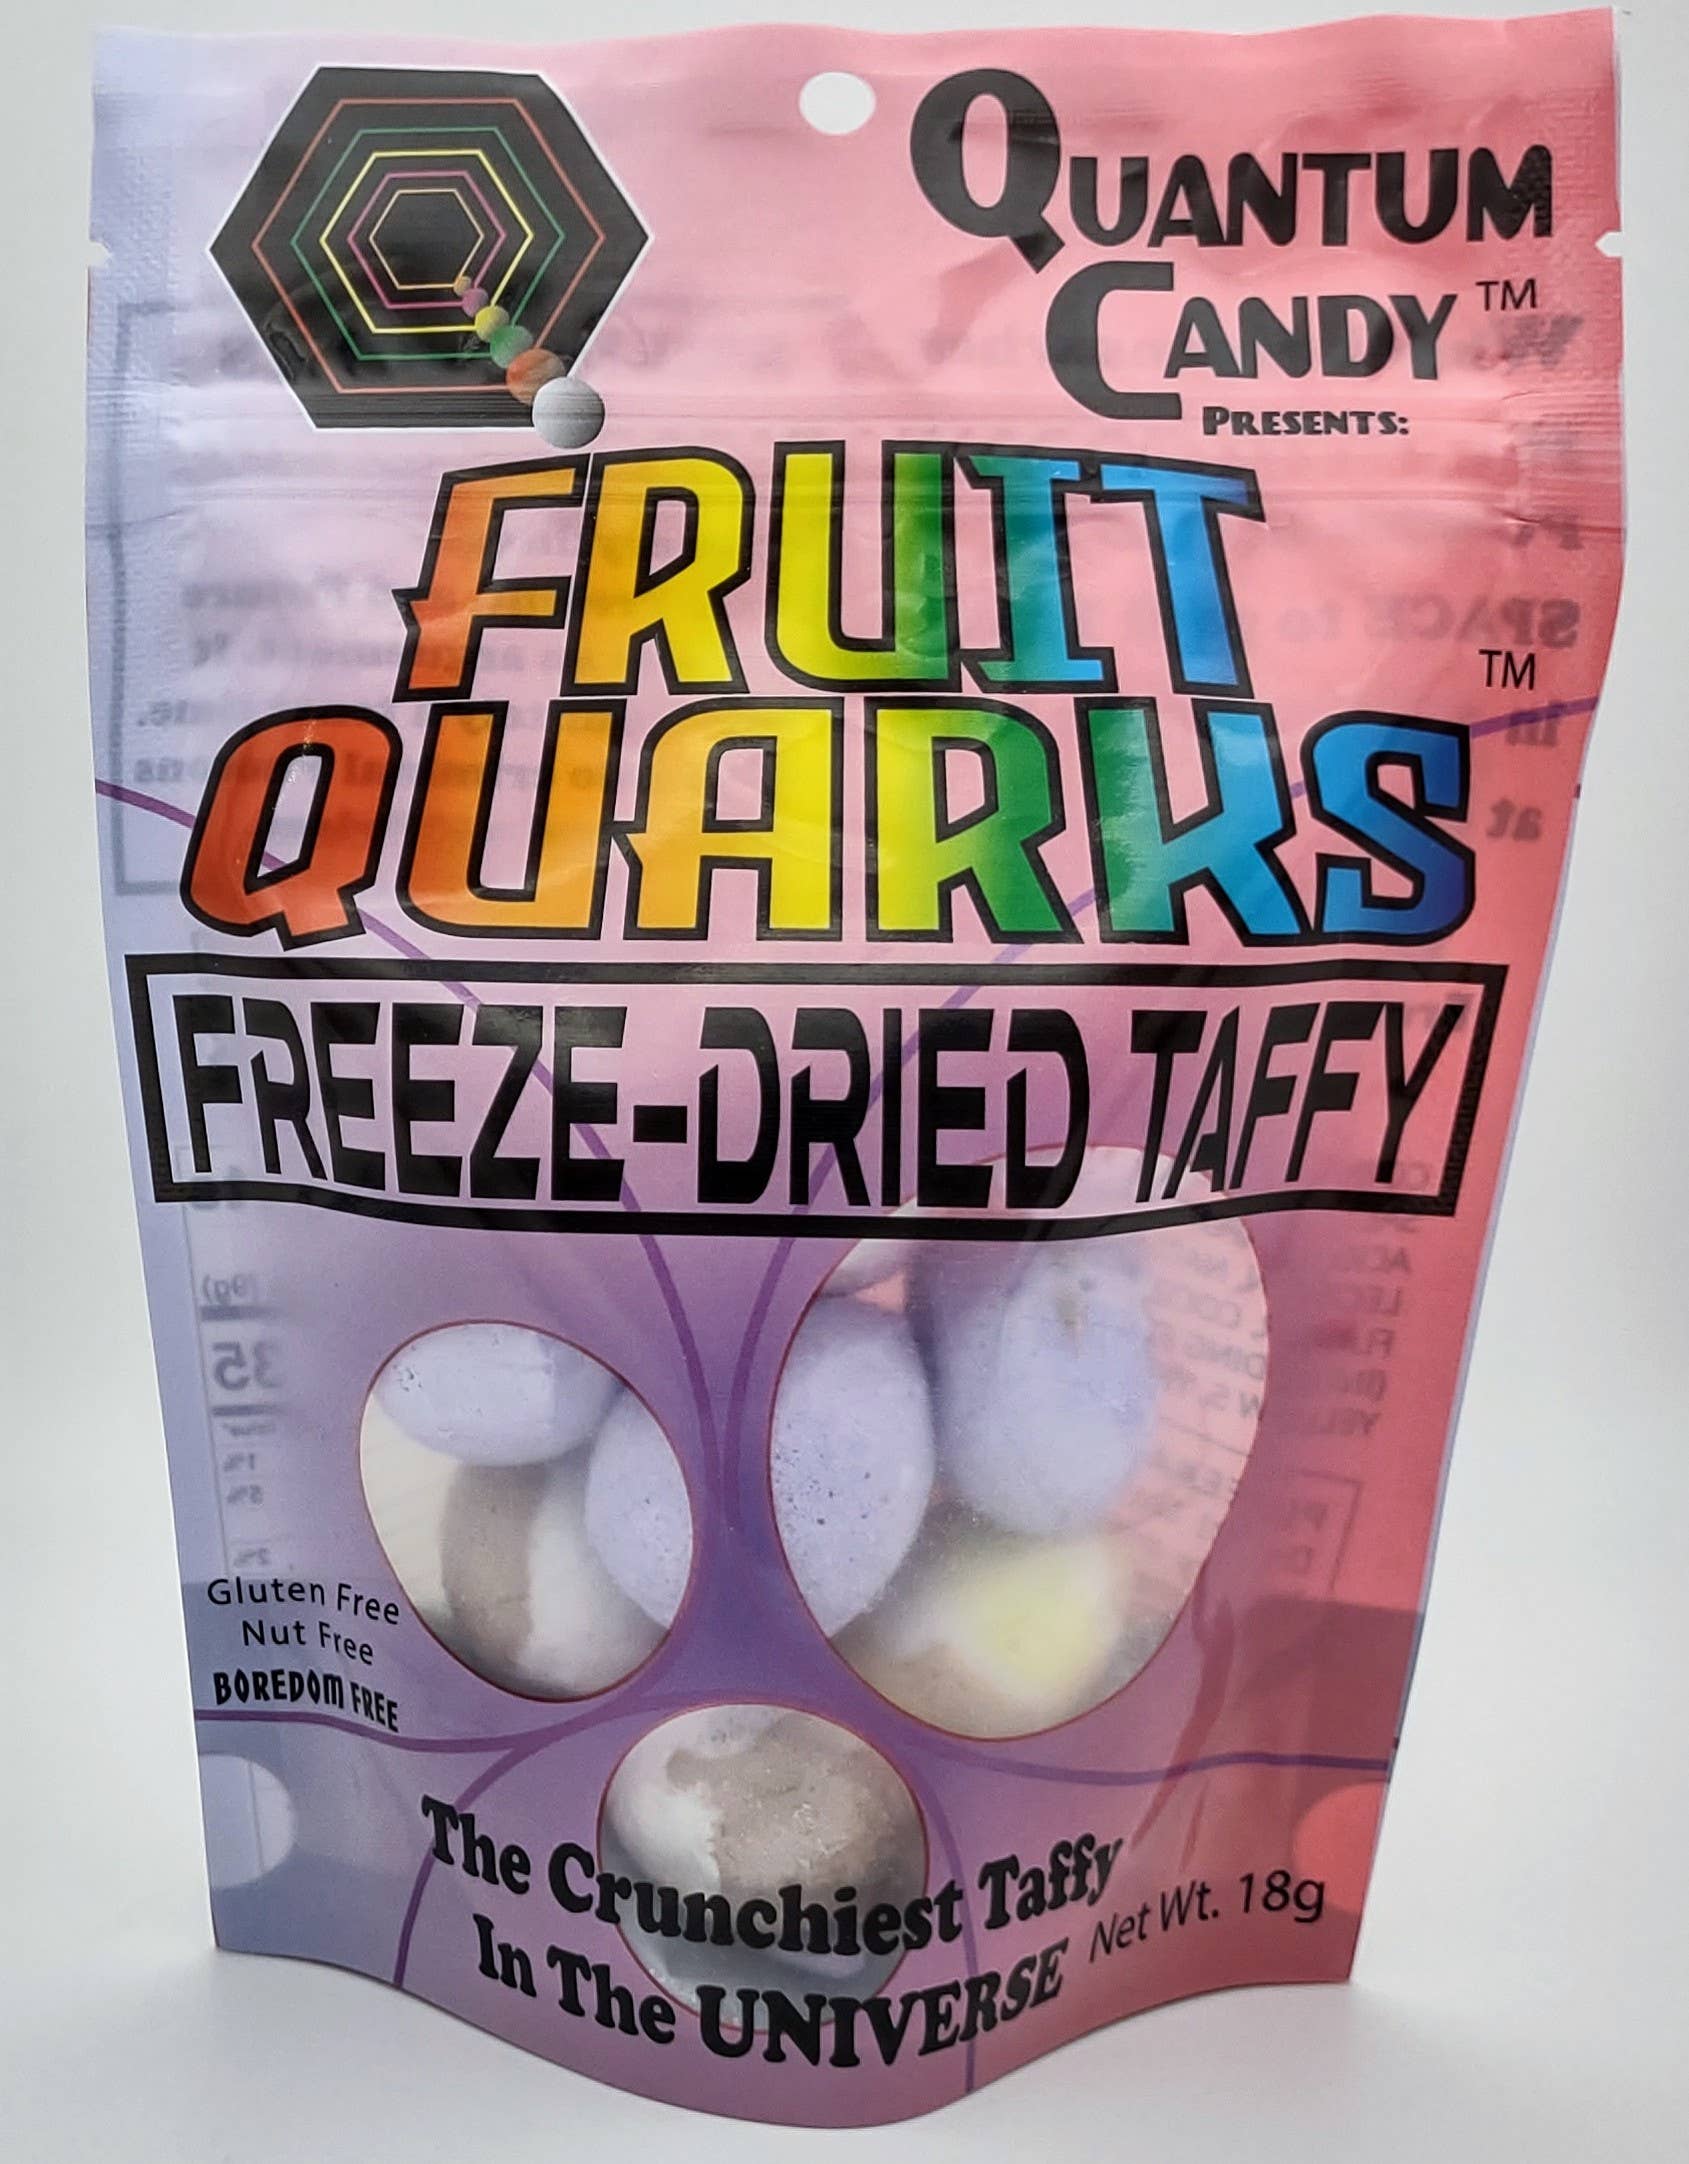 QUANTUM
CANDY™
PRESENTS:
FRUIT
QUARKS™
FREEZE-DRIED TAFFY
Gluten Free
Nut Free
BOREDOM FREE
The Crunchiest Taffy
In The UNIVERSE
Net Wt. 18g